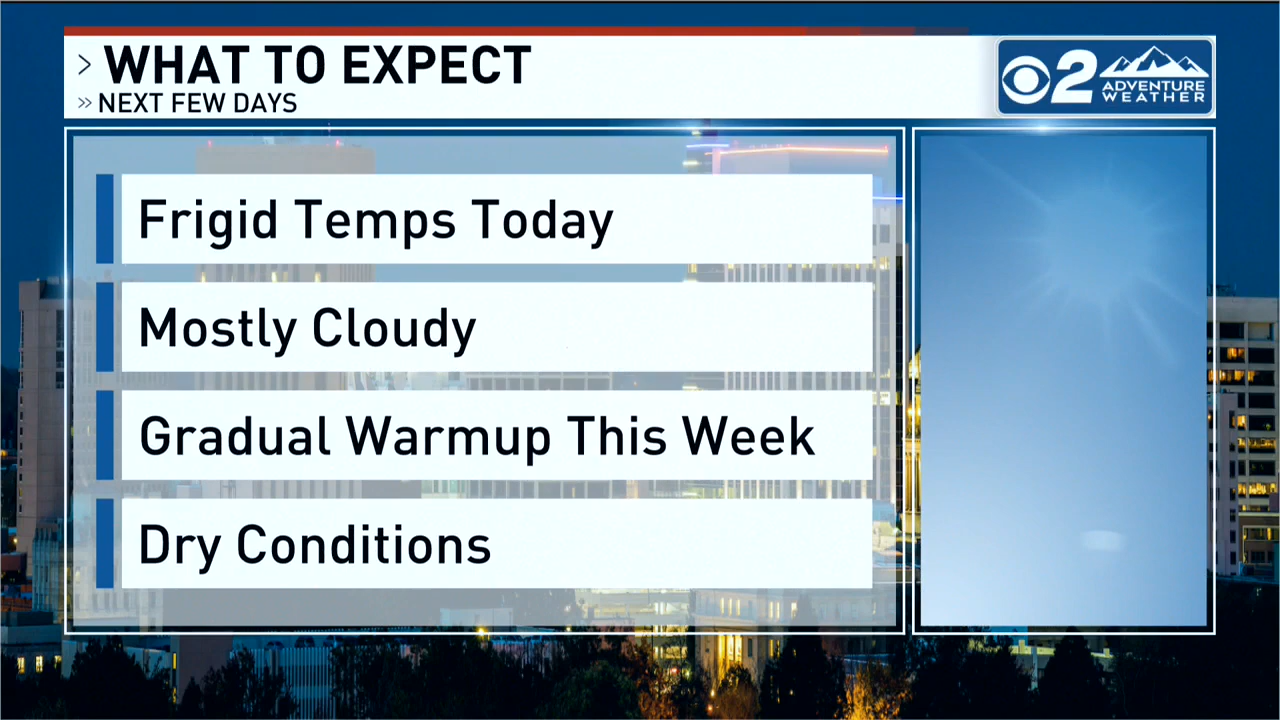 > WHAT TO EXPECT
» NEXT FEW DAYS
2 ADVENTURE
WEATHER
Frigid Temps Today
Mostly Cloudy
Gradual Warmup This Week
Dry Conditions